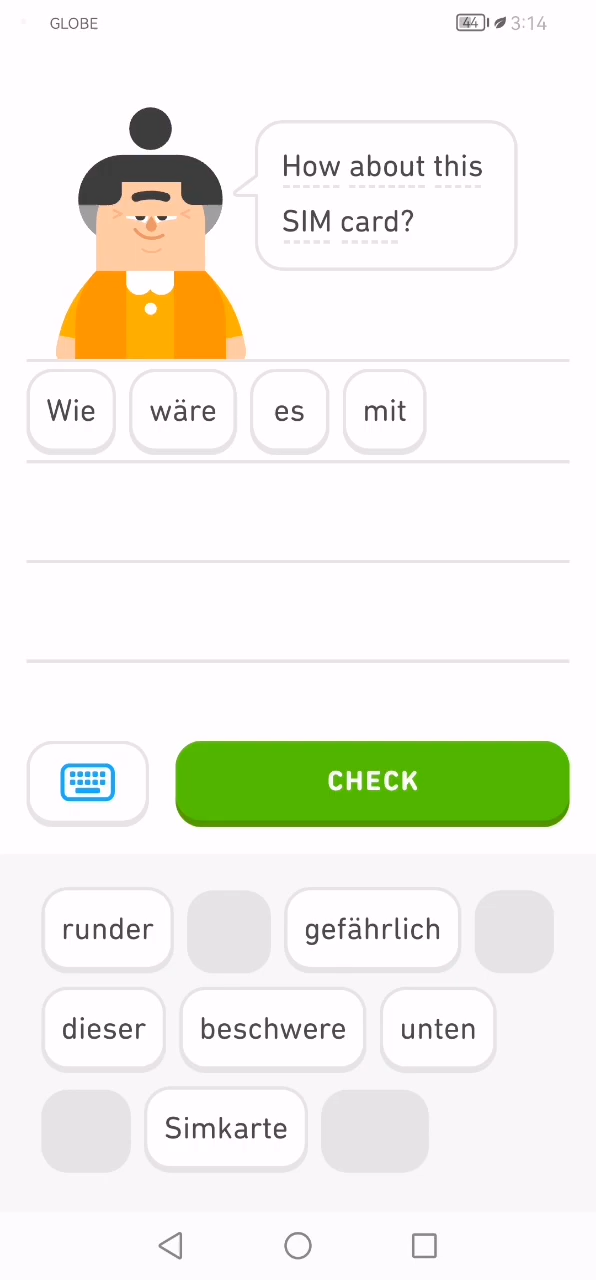 GLOBE 44 3:14
How about this
SIM card?
Wie wäre es mit
CHECK
runder gefährlich
dieser beschwere unten
Simkarte